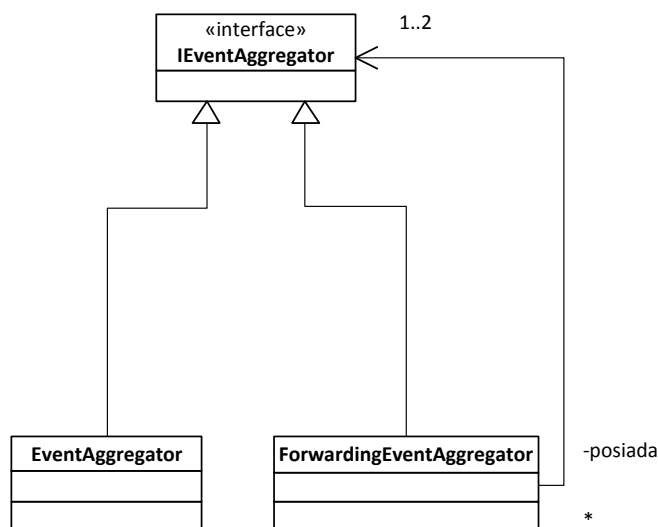 «interface»
IEventAggregator
1..2
EventAggregator
ForwardingEventAggregator
-posiada
*